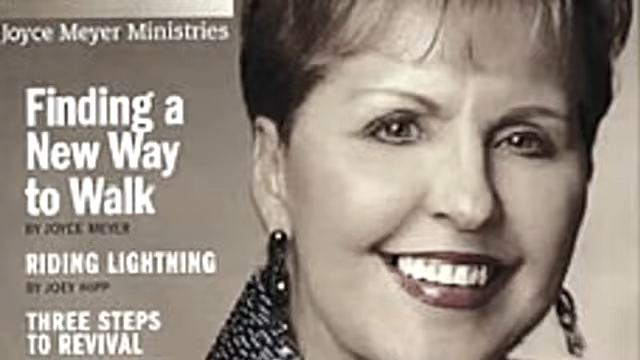 Joyce Meyer Ministries
Finding a
New Way
to Walk
BY JOYCE MEYER
RIDING LIGHTNING
BY JOEY HIPP
THREE STEPS
TO REVIVAL